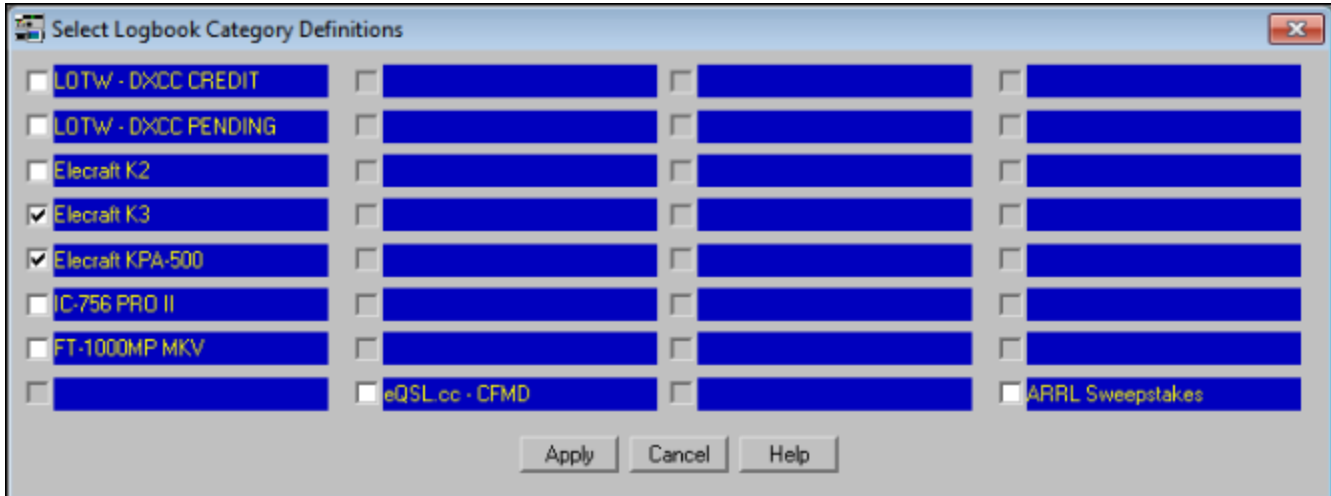 Select Logbook Category Definitions
LOTW - DXCC CREDIT
LOTW - DXCC PENDING
Elecraft K2
Elecraft K3
Elecraft KPA-500
IC-756 PRO II
FT-1000MP MKV
eQSL.cc - CFMD
ARRL Sweepstakes
Apply
Cancel
Help